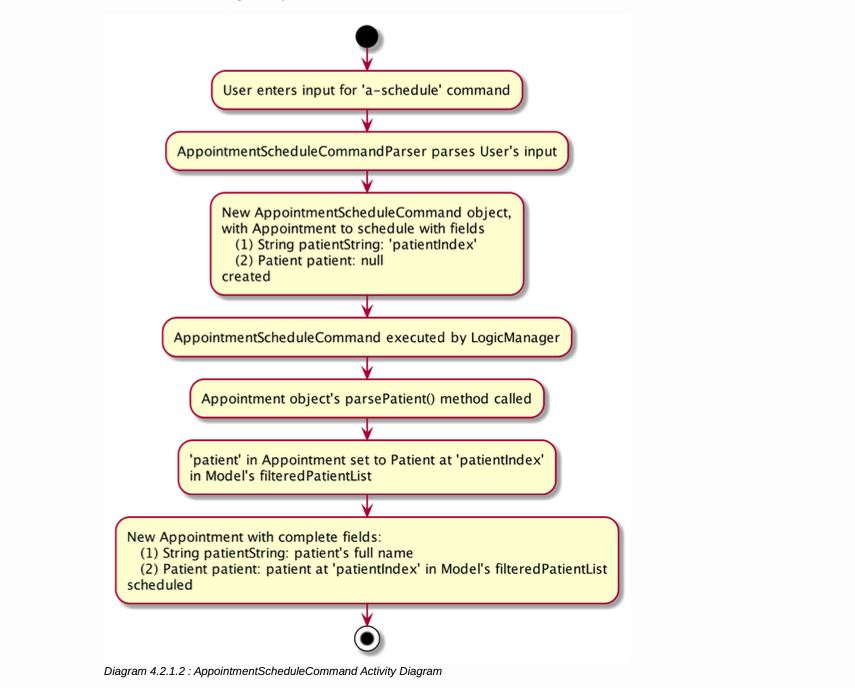 User enters input for 'a-schedule' command
AppointmentScheduleCommandParser parses User's input
New AppointmentScheduleCommand object,
with Appointment to schedule with fields
(1) String patientString: 'patientIndex'
(2) Patient patient: null
created
AppointmentScheduleCommand executed by LogicManager
Appointment object's parsePatient() method called
'patient' in Appointment set to Patient at 'patientIndex'
in Model's filteredPatientList
New Appointment with complete fields:
(1) String patientString: patient's full name
(2) Patient patient: patient at 'patientIndex' in Model's filteredPatientList
scheduled
Diagram 4.2.1.2 : AppointmentScheduleCommand Activity Diagram